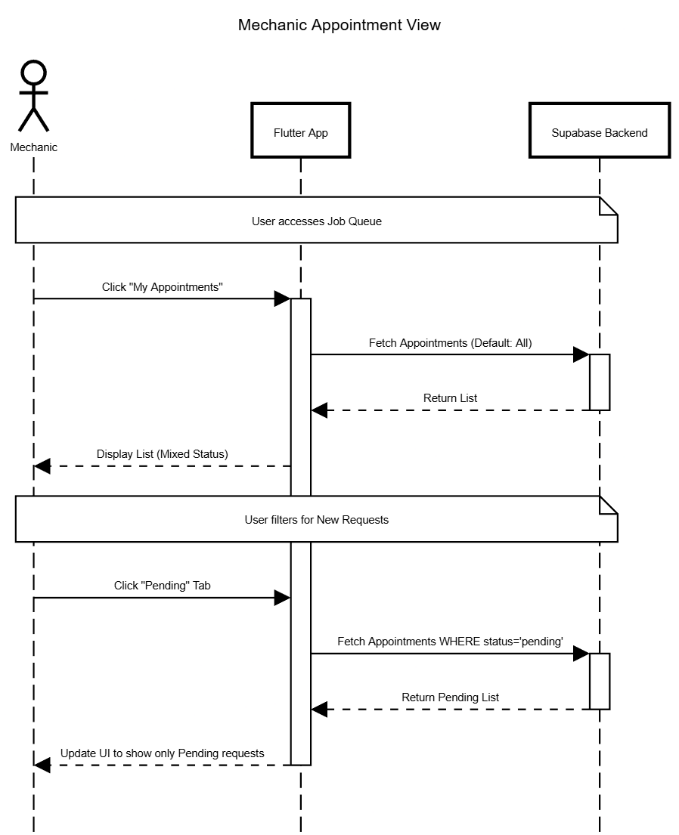 Mechanic Appointment View
Mechanic
Flutter App
Supabase Backend
User accesses Job Queue
Click "My Appointments"
Fetch Appointments (Default: All)
Return List
Display List (Mixed Status)
User filters for New Requests
Click "Pending" Tab
Fetch Appointments WHERE status='pending'
Return Pending List
Update UI to show only Pending requests